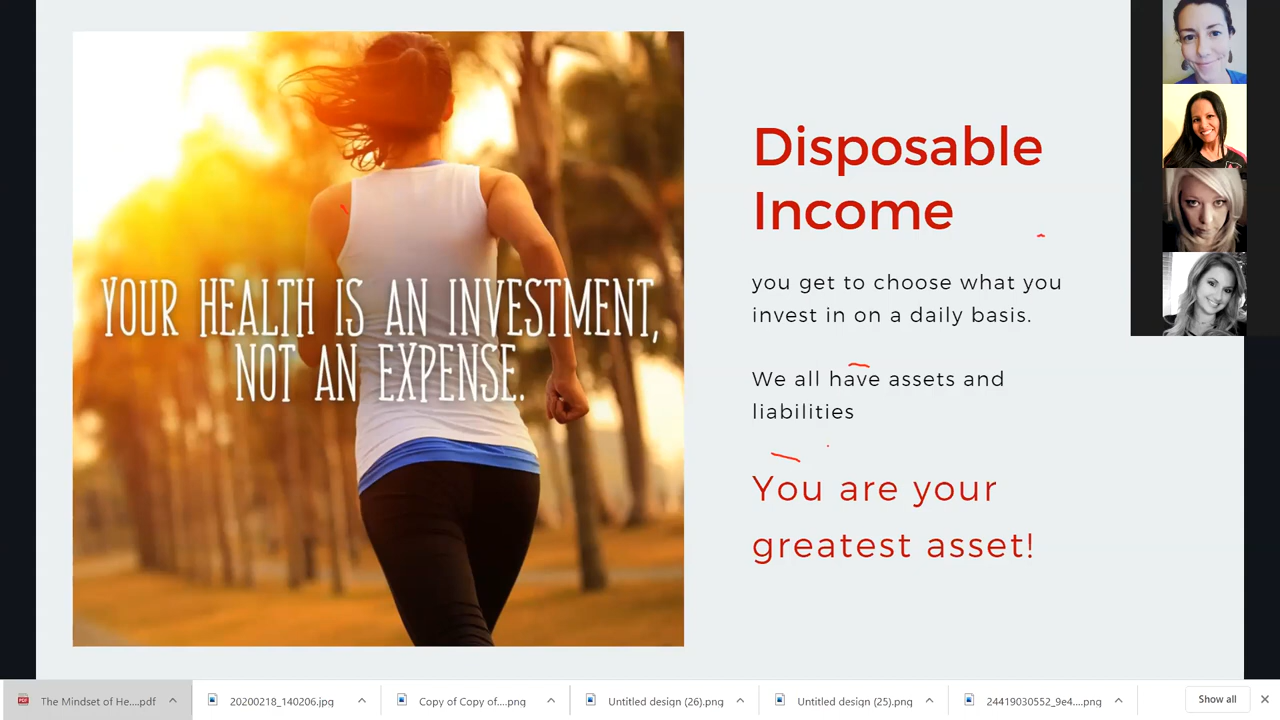 YOUR HEALTH IS AN INVESTMENT,
NOT AN EXPENSE.
Disposable
Income
you get to choose what you
invest in on a daily basis.
We all have assets and
liabilities
You are your
greatest asset!
The Mindset of He....pdf
20200218_140206.jpg
Copy of Copy of....png
Untitled design (26).png
Untitled design (25).png
24419030552_9e4....png
Show all